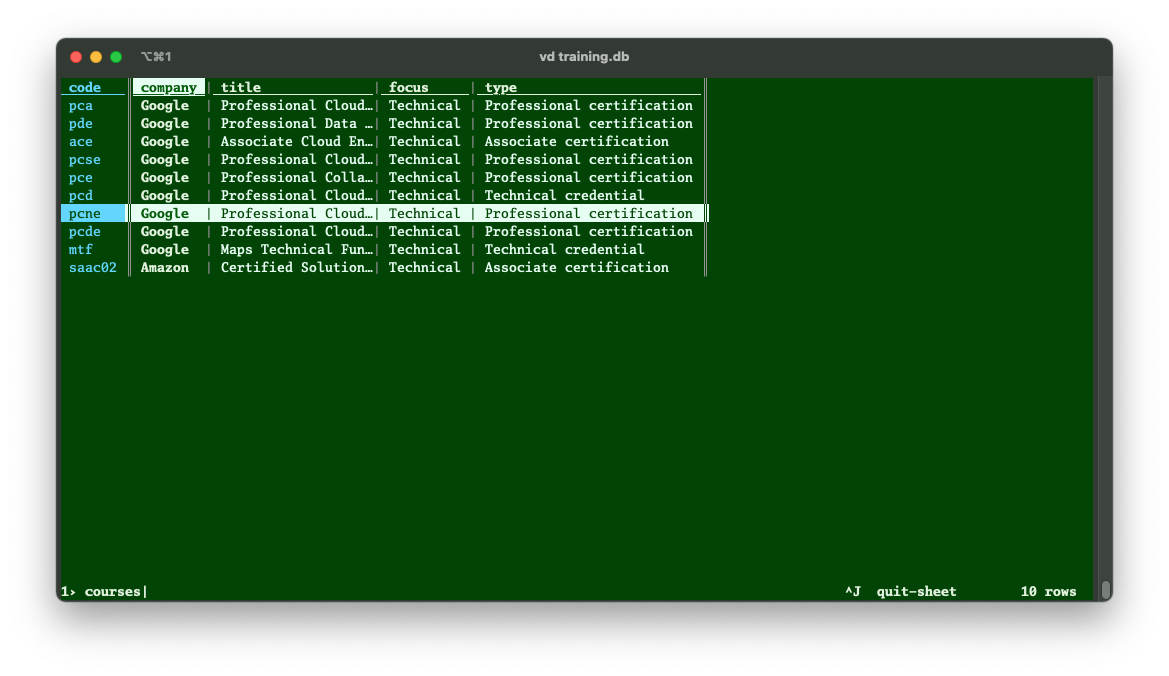 ⌥⌘1 vd training.db
code company | title | focus | type
pca Google | Professional Cloud…| Technical | Professional certification
pde Google | Professional Data …| Technical | Professional certification
ace Google | Associate Cloud En…| Technical | Associate certification
pcse Google | Professional Cloud…| Technical | Professional certification
pce Google | Professional Colla…| Technical | Professional certification
pcd Google | Professional Cloud…| Technical | Technical credential
pcne Google | Professional Cloud…| Technical | Professional certification
pcde Google | Professional Cloud…| Technical | Professional certification
mtf Google | Maps Technical Fun…| Technical | Technical credential
saac02 Amazon | Certified Solution…| Technical | Associate certification
1› courses| ^J quit-sheet 10 rows